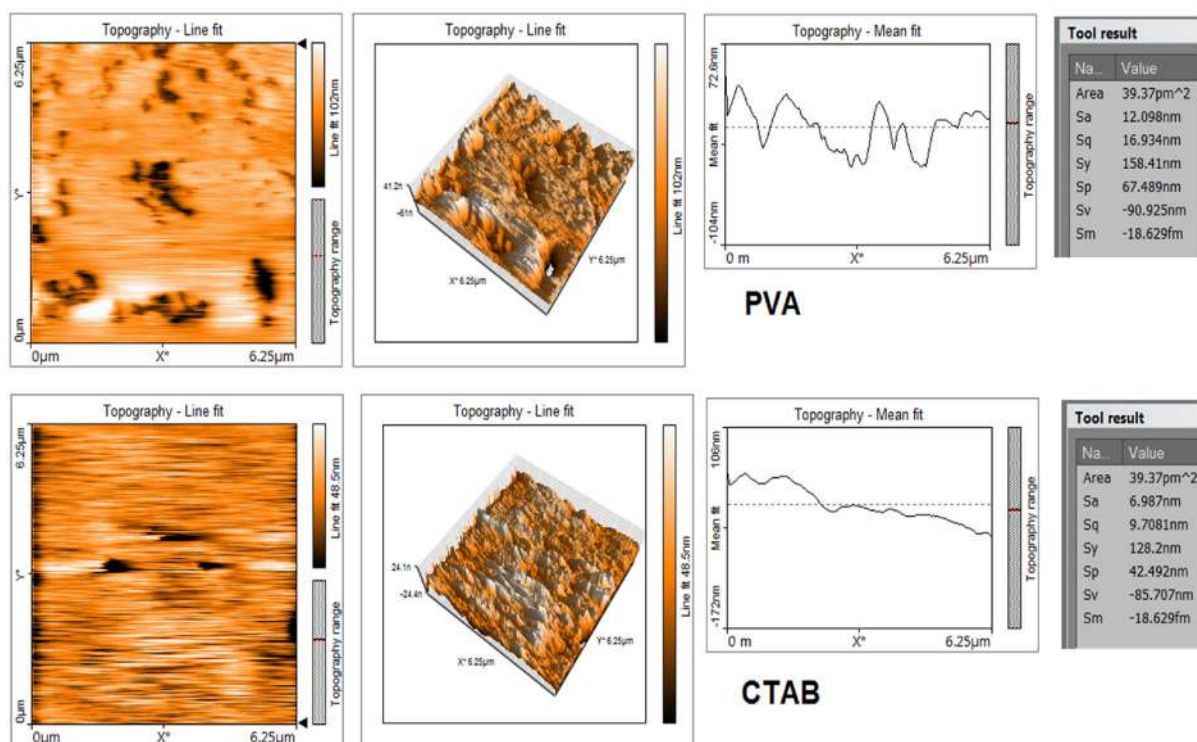 Topography - Line fit
6.25µm
Y*
0µm
0µm
X*
6.25µm
Line fit 102nm
Topography range
Topography - Line fit
41.2n
-61n
X* 6.25µm
Y* 6.25µm
Line fit 102nm
Topography - Mean fit
72.6nm
Mean fit
-104nm
0 m
X*
6.25µm
Topography range
PVA
Tool result
Na... Value
Area 39.37pm^2
Sa 12.098nm
Sq 16.934nm
Sy 158.41nm
Sp 67.489nm
Sv -90.925nm
Sm -18.629fm
Topography - Line fit
6.25µm
Y*
0µm
0µm
X*
6.25µm
Line fit 48.5nm
Topography range
Topography - Line fit
24.1n
-24.4n
X* 6.25µm
Y* 6.25µm
Line fit 48.5nm
Topography - Mean fit
106nm
Mean fit
-172nm
0 m
X*
6.25µm
Topography range
CTAB
Tool result
Na... Value
Area 39.37pm^2
Sa 6.987nm
Sq 9.7081nm
Sy 128.2nm
Sp 42.492nm
Sv -85.707nm
Sm -18.629fm